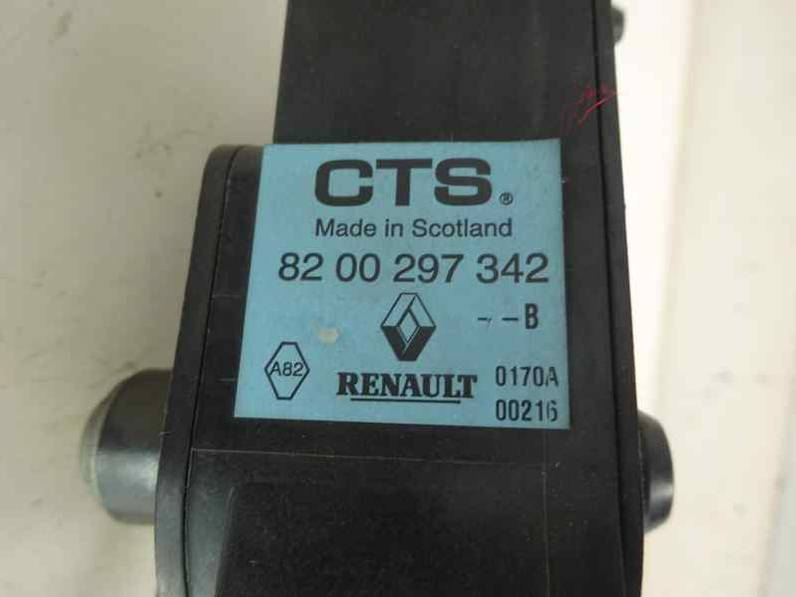 CTS®
Made in Scotland
82 00 297 342
- - B
A82
RENAULT
0170A
00216